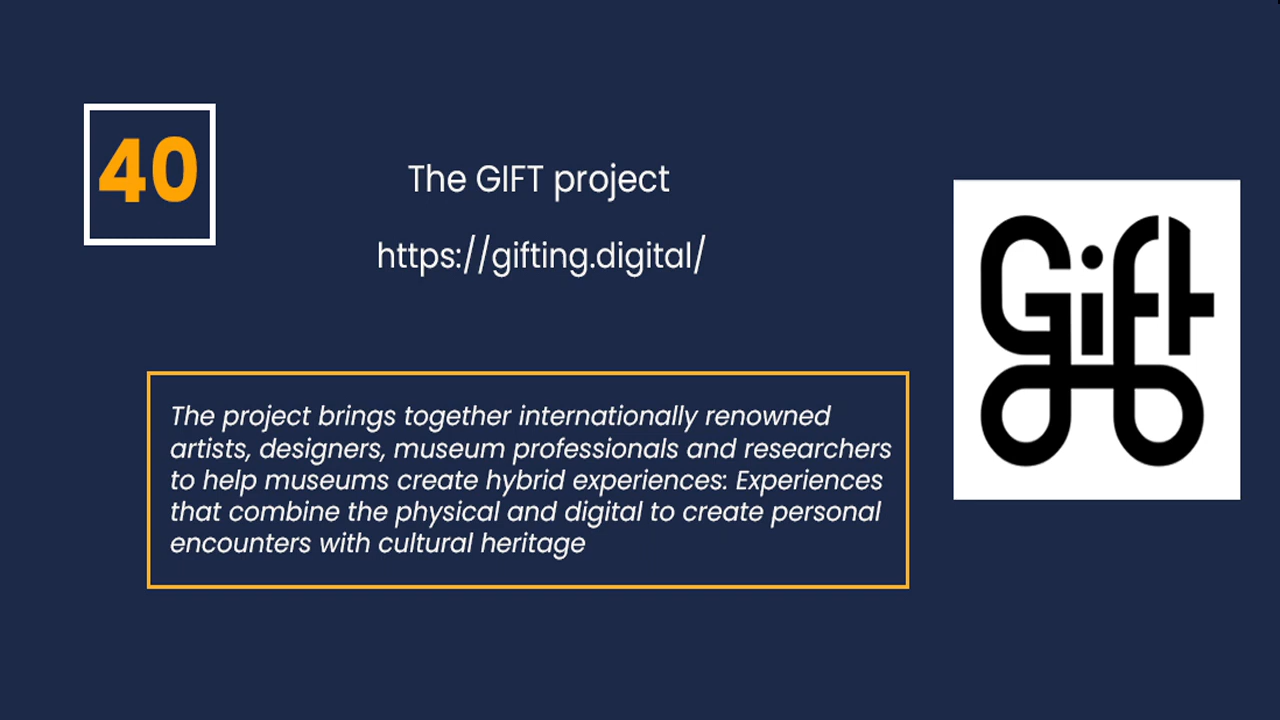 40
The GIFT project
https://gifting.digital/
Gift
The project brings together internationally renowned
artists, designers, museum professionals and researchers
to help museums create hybrid experiences: Experiences
that combine the physical and digital to create personal
encounters with cultural heritage